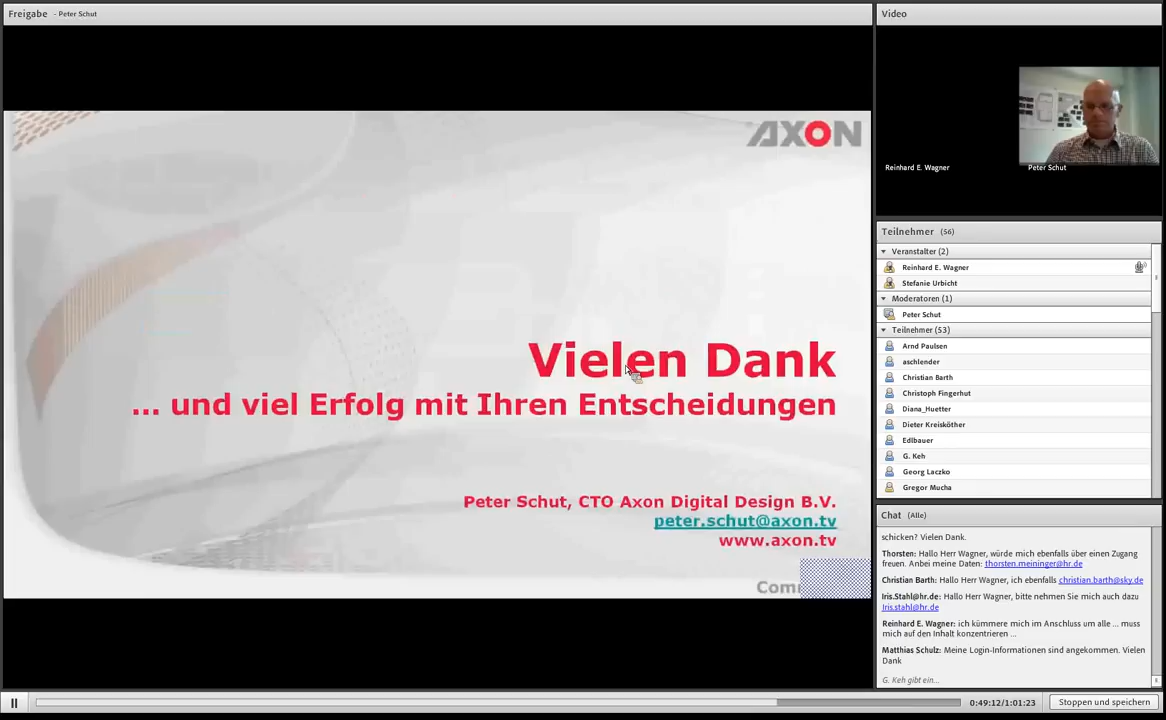 Freigabe - Peter Schut
AXON
Vielen Dank
... und viel Erfolg mit Ihren Entscheidungen
Peter Schut, CTO Axon Digital Design B.V.
peter.schut@axon.tv
www.axon.tv
Video
Reinhard E. Wagner
Peter Schut
Teilnehmer (56)
Veranstalter (2)
Reinhard E. Wagner
Stefanie Urbicht
Moderatoren (1)
Peter Schut
Teilnehmer (53)
Arnd Paulsen
aschlender
Christian Barth
Christoph Fingerhut
Diana_Huetter
Dieter Kreisköther
Edlbauer
G. Keh
Georg Laczko
Gregor Mucha
Chat (Alle)
schicken? Vielen Dank.
Thorsten: Hallo Herr Wagner, würde mich ebenfalls über einen Zugang
freuen. Anbei meine Daten: thorsten.meininger@hr.de
Christian Barth: Hallo Herr Wagner, ich ebenfalls christian.barth@sky.de
Iris.Stahl@hr.de: Hallo Herr Wagner, bitte nehmen Sie mich auch dazu
Iris.stahl@hr.de
Reinhard E. Wagner: ich kümmere mich im Anschluss um alle ... muss
mich auf den Inhalt konzentrieren ...
Matthias Schulz: Meine Login-Informationen sind angekommen. Vielen
Dank
G. Keh gibt ein...
0:49:12/1:01:23
Stoppen und speichern